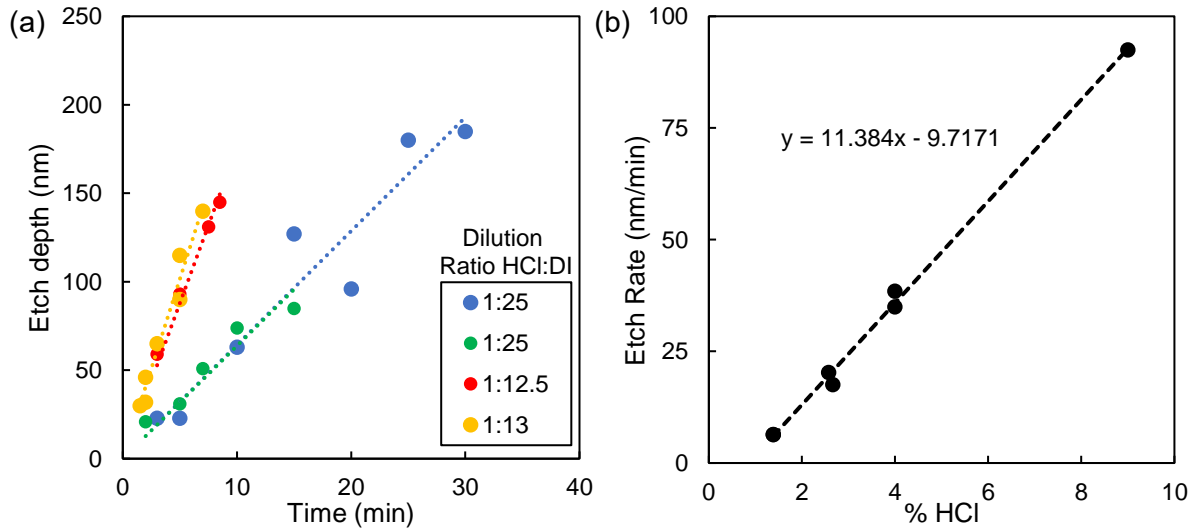 (a)
250
200
150
100
50
0
Etch depth (nm)
0 10 20 30 40
Time (min)
Dilution
Ratio HCl:DI
1:25
1:25
1:12.5
1:13
(b)
100
75
50
25
0
Etch Rate (nm/min)
y = 11.384x - 9.7171
0 2 4 6 8 10
% HCl